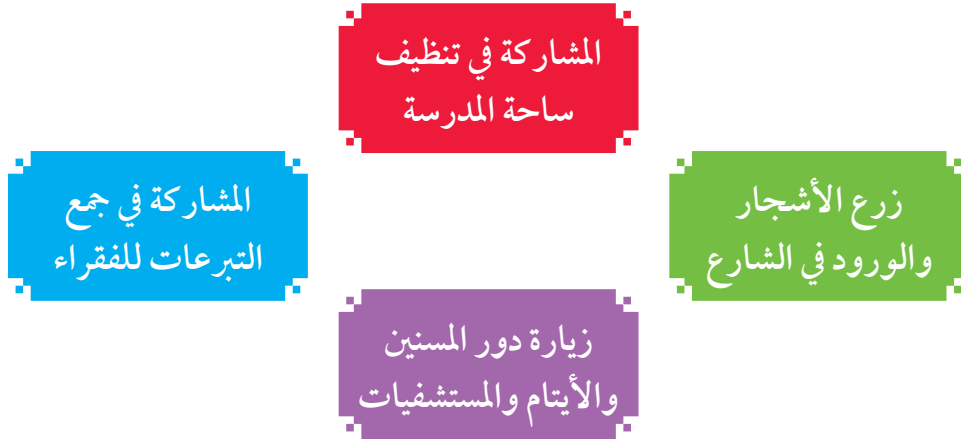 المشاركة في تنظيف
ساحة المدرسة
زرع الأشجار
والورود في الشارع
المشاركة في جمع
التبرعات للفقراء
زيارة دور المسنين
والأيتام والمستشفيات